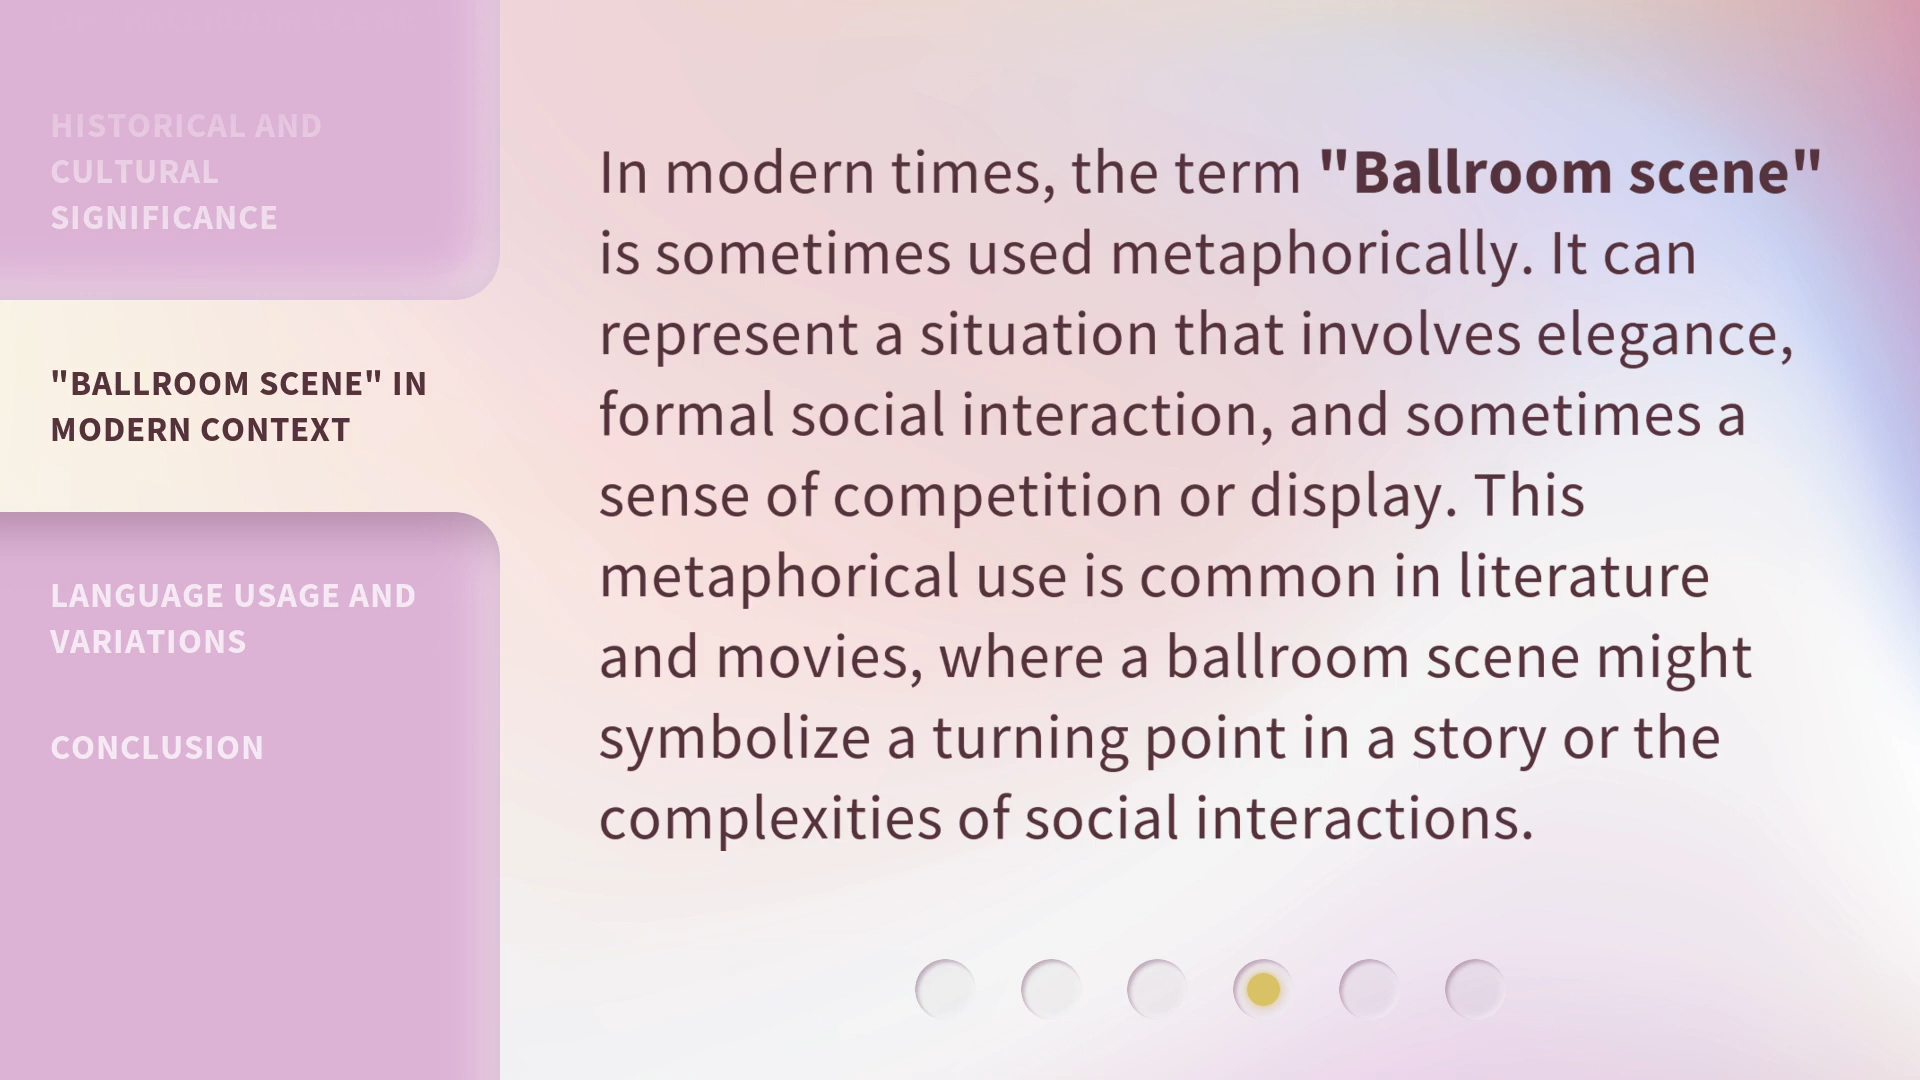 HISTORICAL AND
CULTURAL
SIGNIFICANCE
"BALLROOM SCENE" IN
MODERN CONTEXT
LANGUAGE USAGE AND
VARIATIONS
CONCLUSION
In modern times, the term "Ballroom scene"
is sometimes used metaphorically. It can
represent a situation that involves elegance,
formal social interaction, and sometimes a
sense of competition or display. This
metaphorical use is common in literature
and movies, where a ballroom scene might
symbolize a turning point in a story or the
complexities of social interactions.